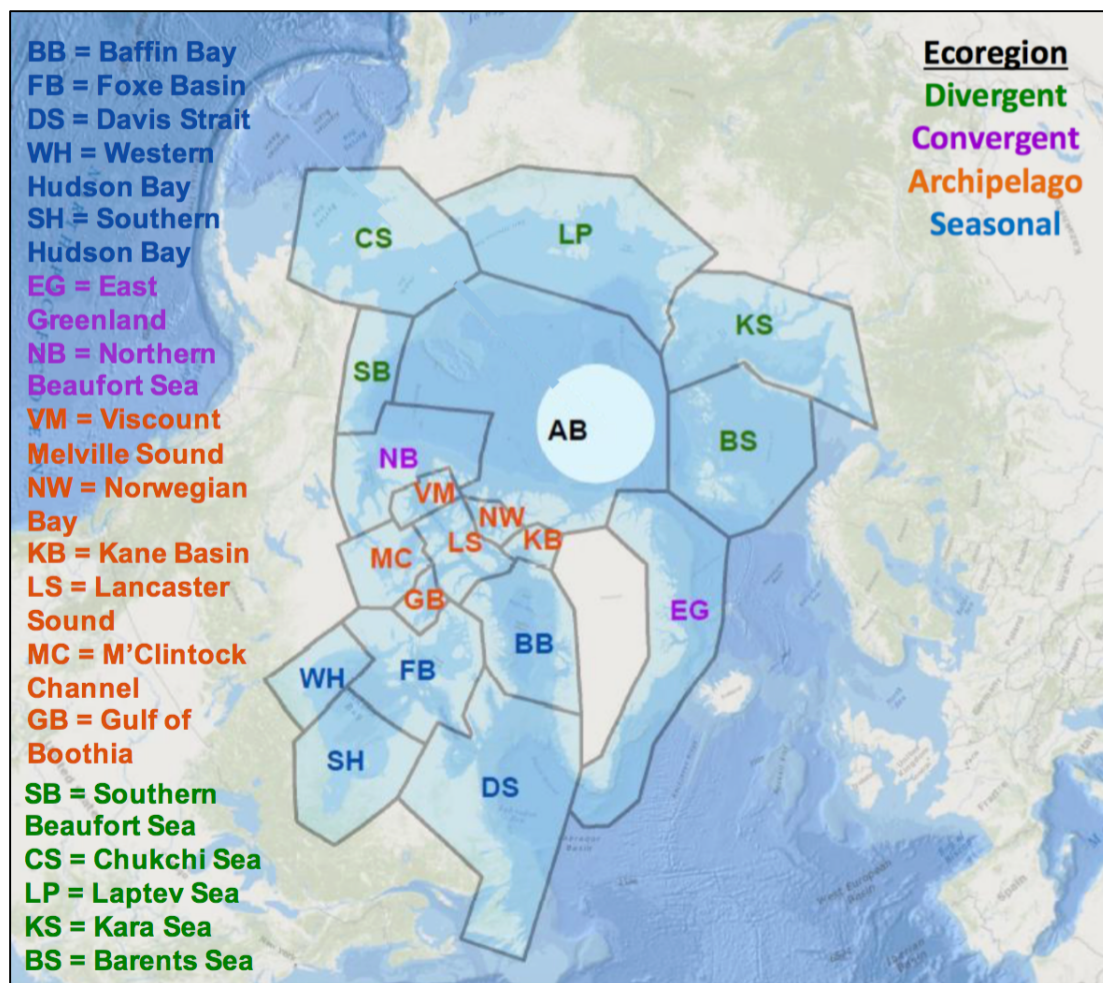 BB = Baffin Bay
FB = Foxe Basin
DS = Davis Strait
WH = Western
Hudson Bay
SH = Southern
Hudson Bay
EG = East
Greenland
NB = Northern
Beaufort Sea
VM = Viscount
Melville Sound
NW = Norwegian
Bay
KB = Kane Basin
LS = Lancaster
Sound
MC = M’Clintock
Channel
GB = Gulf of
Boothia
SB = Southern
Beaufort Sea
CS = Chukchi Sea
LP = Laptev Sea
KS = Kara Sea
BS = Barents Sea
Ecoregion
Divergent
Convergent
Archipelago
Seasonal
CS
LP
KS
SB
AB
BS
NB
VM
NW
LS
KB
MC
GB
EG
BB
WH
FB
SH
DS
West European
Basin
Spain